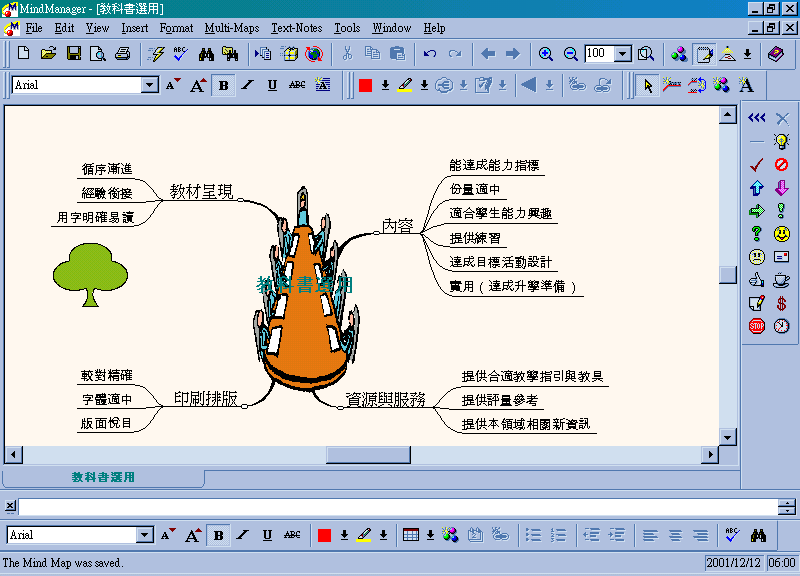 MindManager - [教科書選用]
File Edit View Insert Format Multi-Maps Text-Notes Tools Window Help
100
Arial
B I U ABC
循序漸進
經驗銜接
用字明確易讀
教材呈現
能達成能力指標
份量適中
適合學生能力興趣
提供練習
達成目標活動設計
實用（達成升學準備）
內容
教科書選用
較對精確
字體適中
版面悅目
印刷排版
提供合適教學指引與教具
提供評量參考
提供本領域相關新資訊
資源與服務
STOP
教科書選用
Arial
B I U ABC
The Mind Map was saved.
2001/12/12 06:00